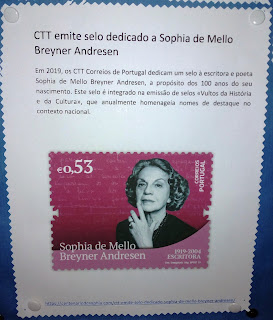 CTT emite selo dedicado a Sophia de Mello
Breyner Andresen
Em 2019, os CTT Correios de Portugal dedicam um selo à escritora e poeta
Sophia de Mello Breyner Andresen, a propósito dos 100 anos do seu
nascimento. Este selo é integrado na emissão de selos «Vultos da História
e da Cultura», que anualmente homenageia nomes de destaque no
contexto nacional.
€0,53
CORREIOS
PORTUGAL
Sophia de Mello
Breyner Andresen
1919-2004
ESCRITORA